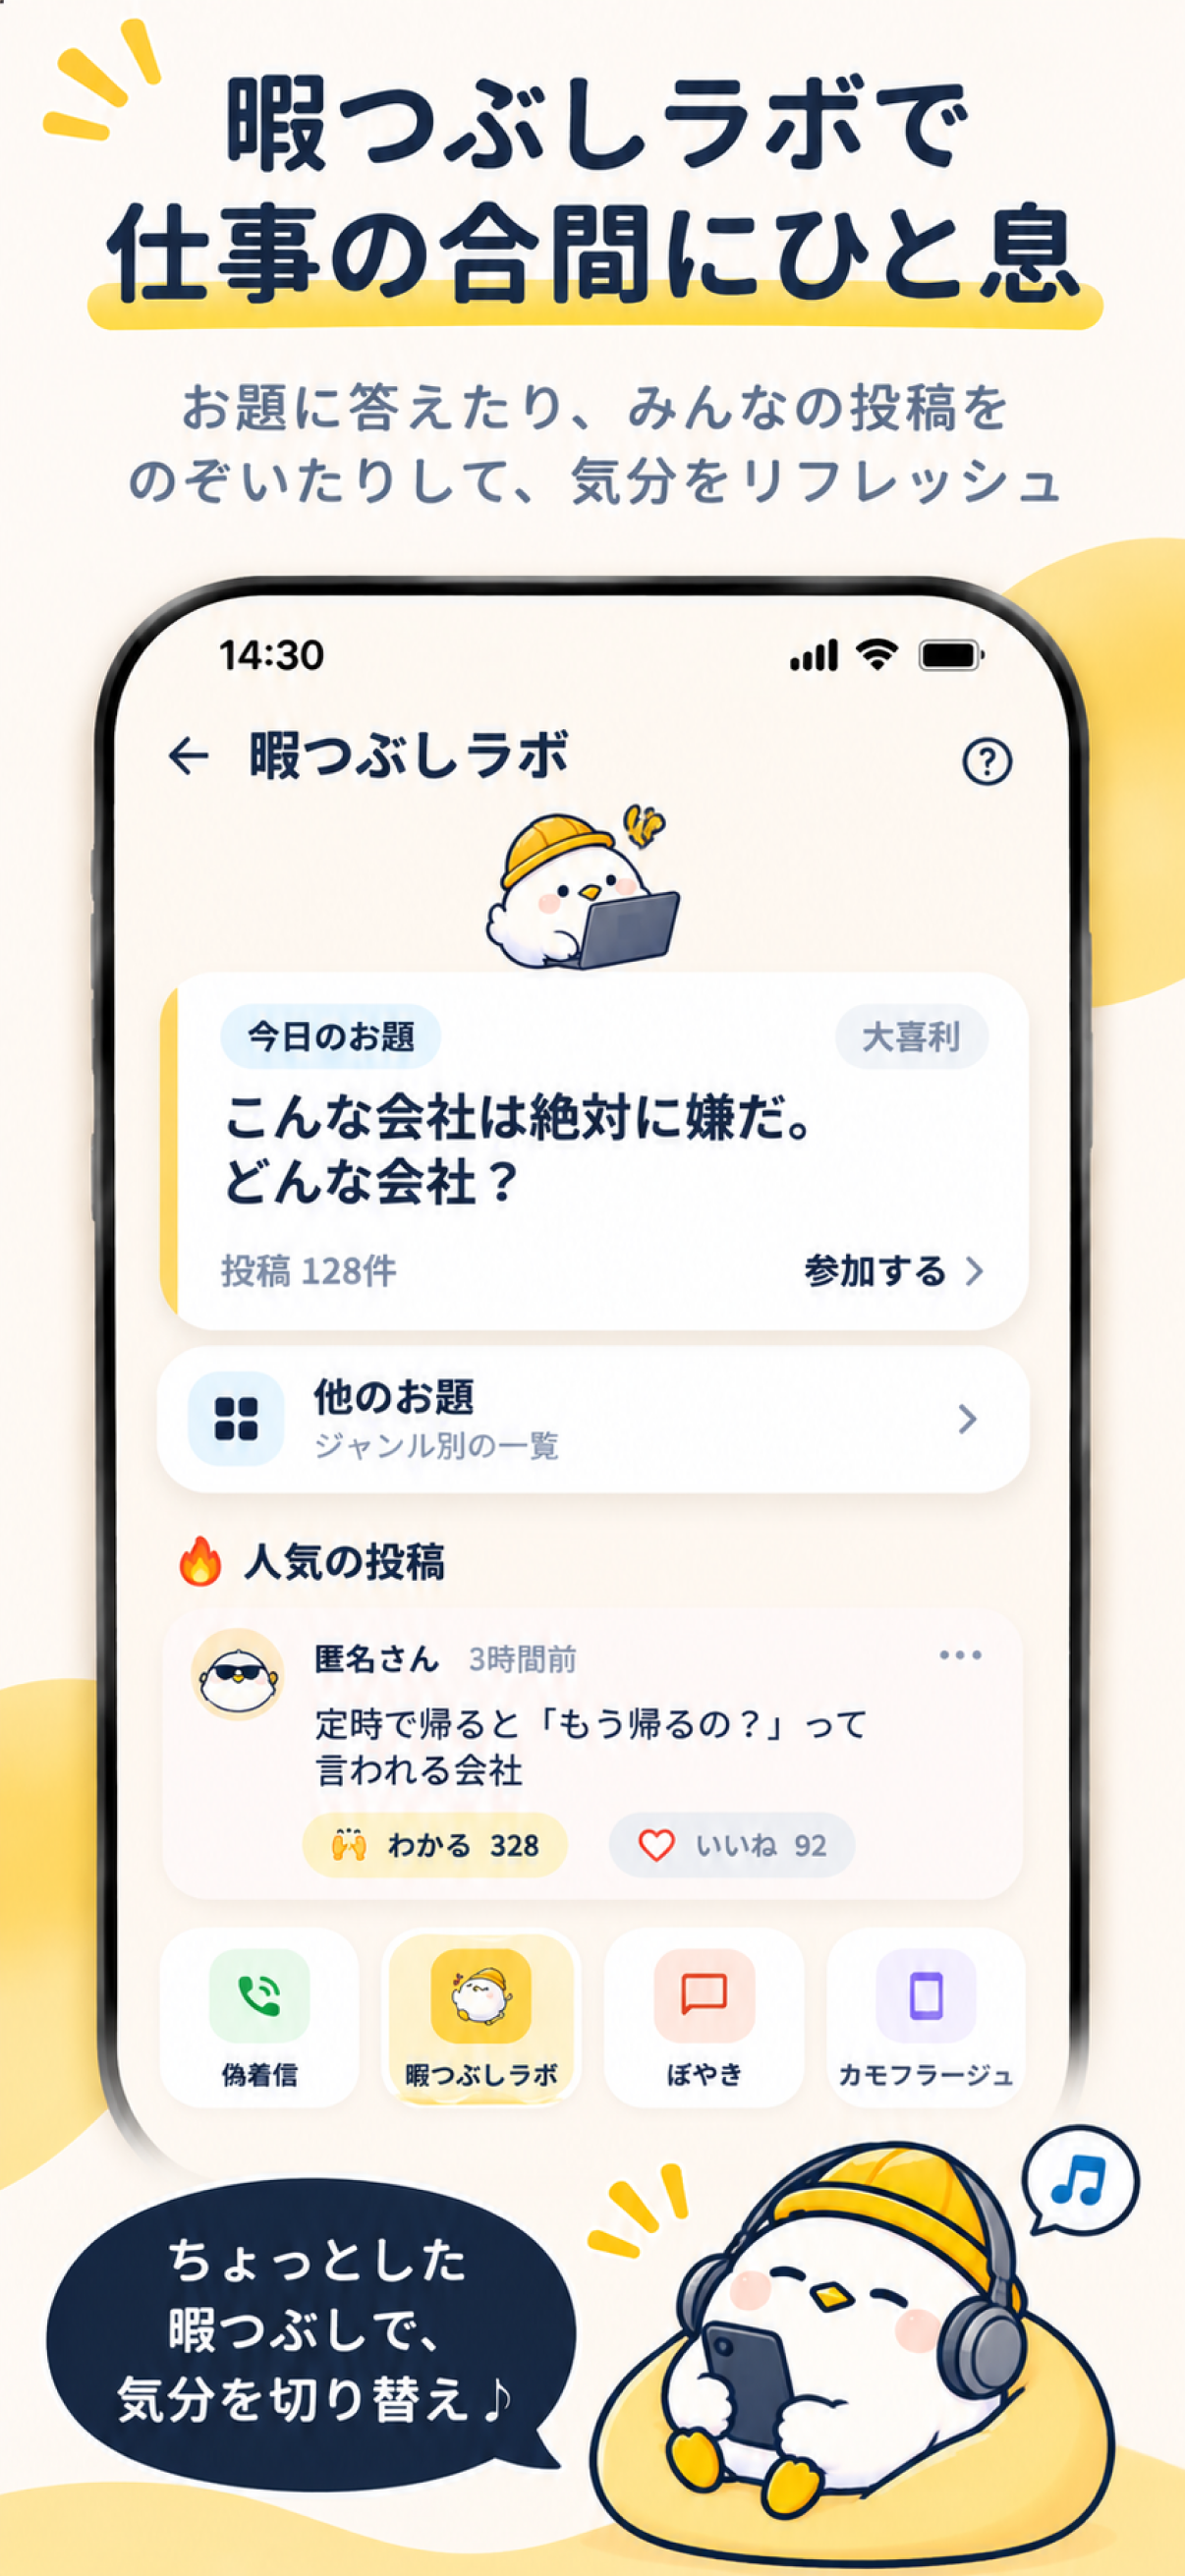 暇つぶしラボで
仕事の合間にひと息
お題に答えたり、みんなの投稿を
のぞいたりして、気分をリフレッシュ
14:30
暇つぶしラボ
?
今日のお題
大喜利
こんな会社は絶対に嫌だ。
どんな会社？
投稿 128件
参加する
他のお題
ジャンル別の一覧
人気の投稿
匿名さん 3時間前
定時で帰ると「もう帰るの？」って
言われる会社
わかる 328
いいね 92
偽着信
暇つぶしラボ
ぼやき
カモフラージュ
ちょっとした
暇つぶしで、
気分を切り替え♪